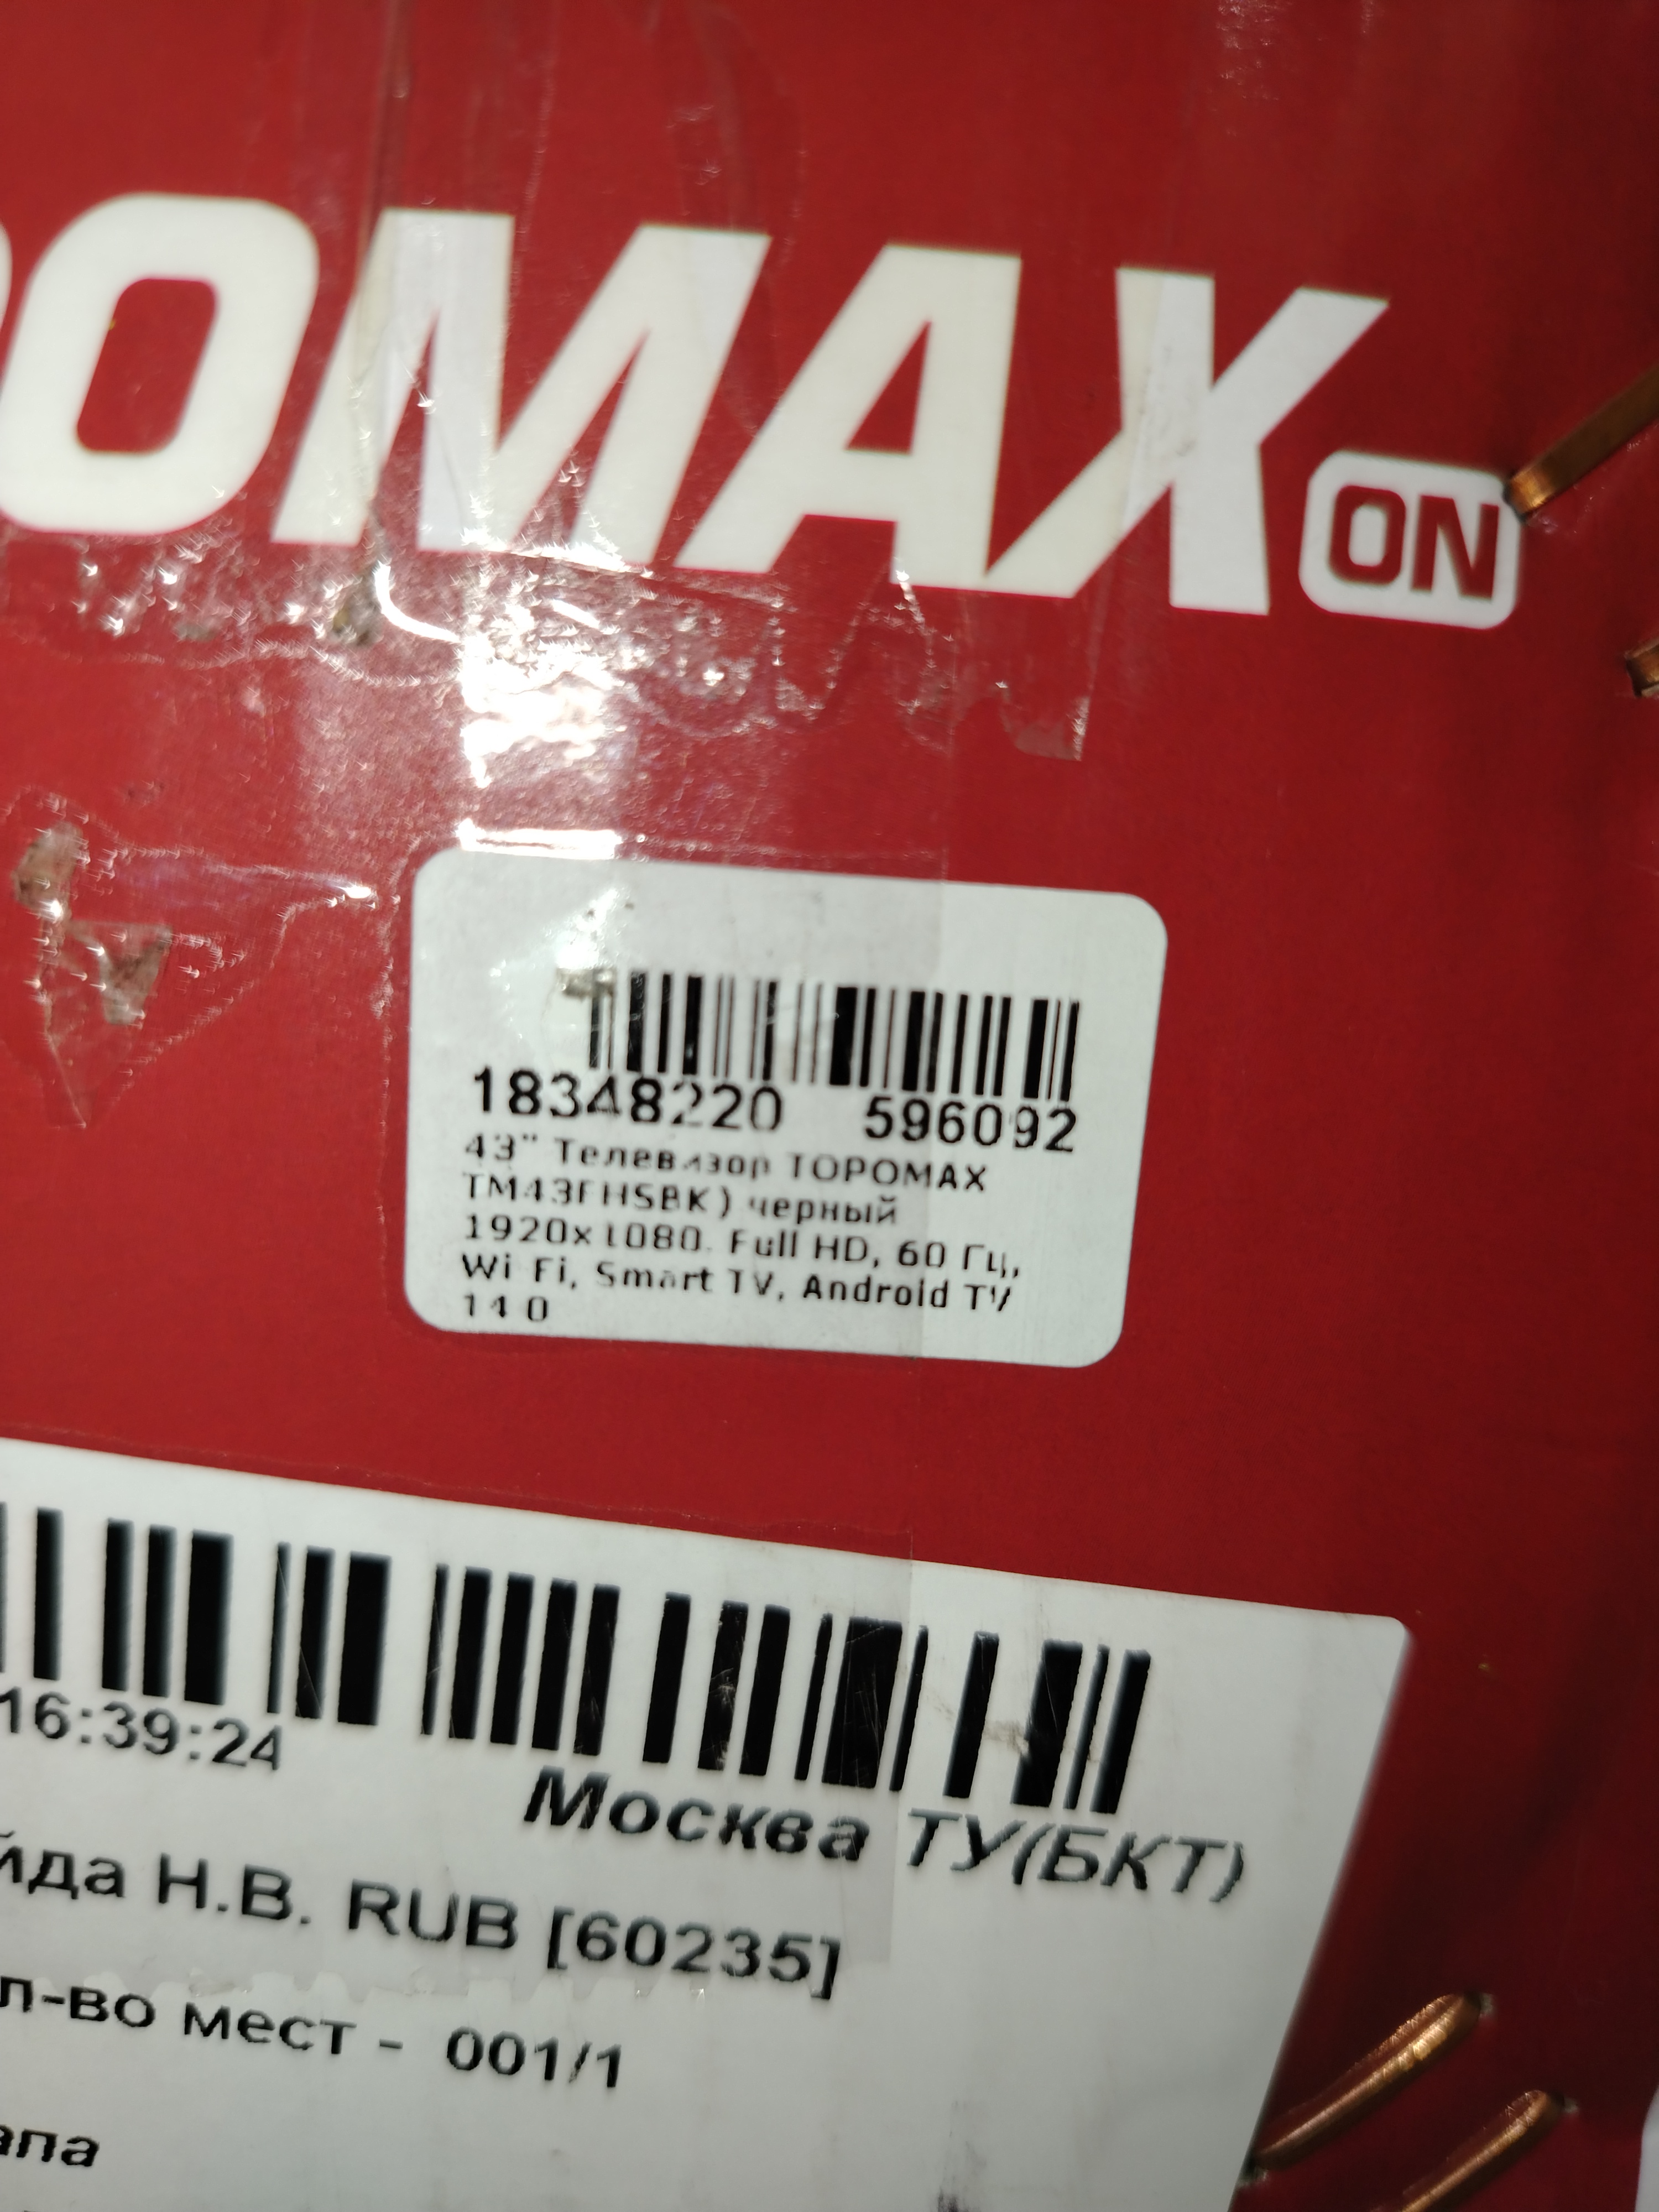 OMAX ON
18348220 596092
43" Телевизор TOPOMAX
TM43FHSBK) черный
1920x1080. Full HD, 60 Гц,
Wi Fi, Smart TV, Android TV
14 0
16:39:24
Москва ТУ(БКТ)
йда Н.В. RUB [60235]
л-во мест - 001/1
апа